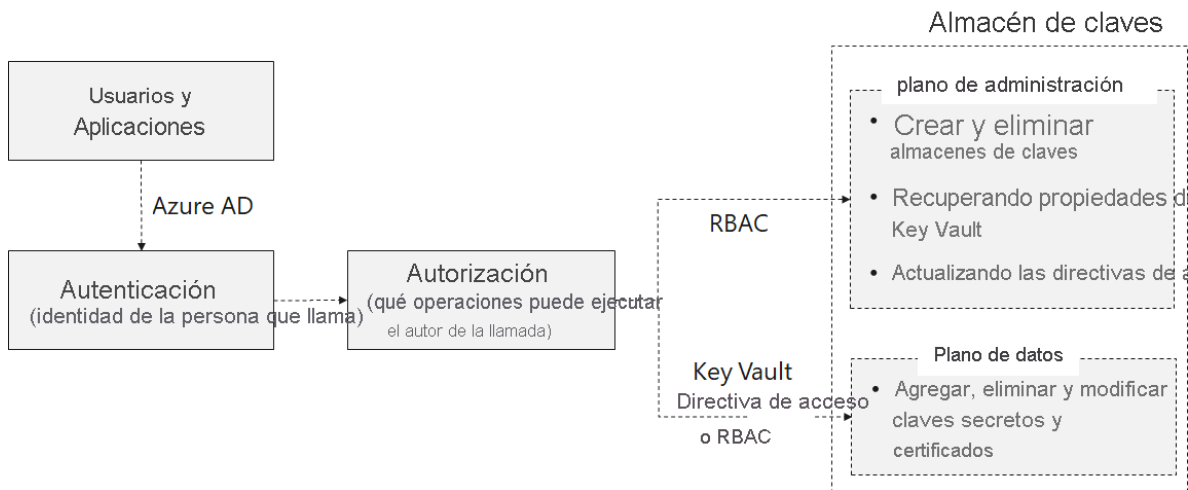 Almacén de claves
Usuarios y
Aplicaciones
Azure AD
Autenticación
(identidad de la persona que llama)
Autorización
(qué operaciones puede ejecutar
el autor de la llamada)
RBAC
Key Vault
Directiva de acceso
o RBAC
plano de administración
• Crear y eliminar
almacenes de claves
• Recuperando propiedades d
Key Vault
• Actualizando las directivas de a
Plano de datos
• Agregar, eliminar y modificar
claves secretos y
certificados